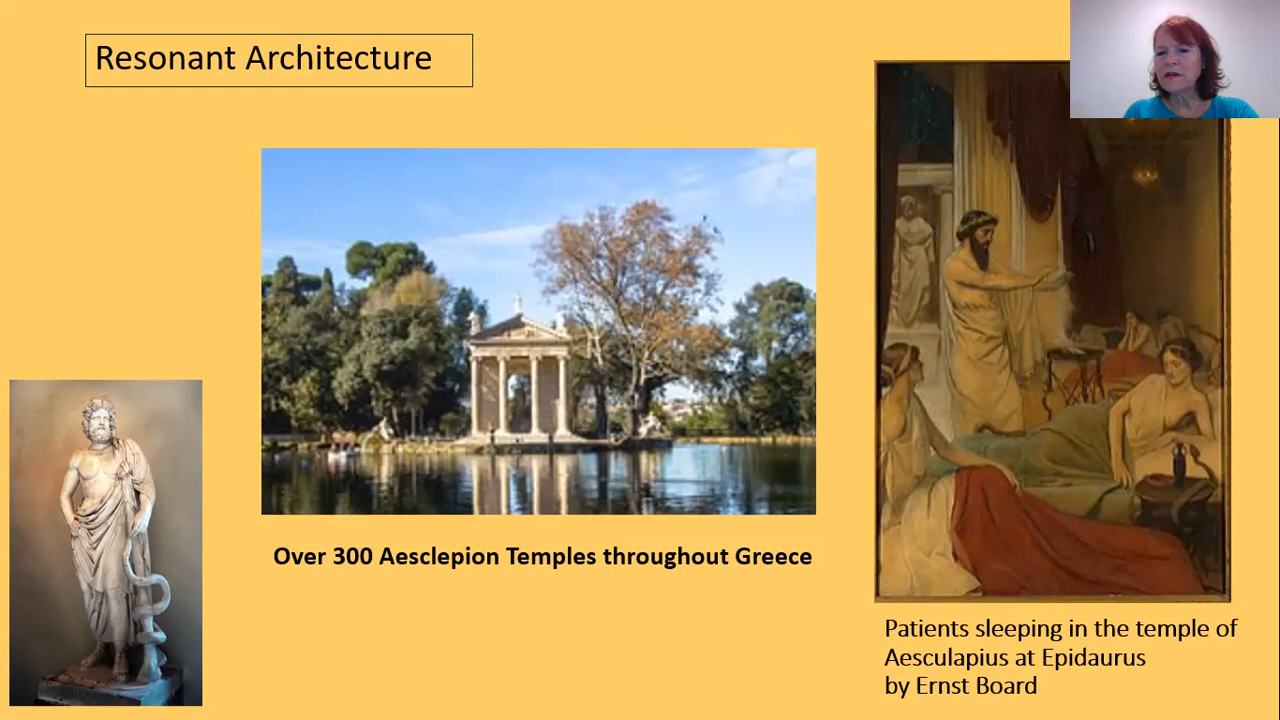 Resonant Architecture
Over 300 Aesclepion Temples throughout Greece
Patients sleeping in the temple of
Aesculapius at Epidaurus
by Ernst Board